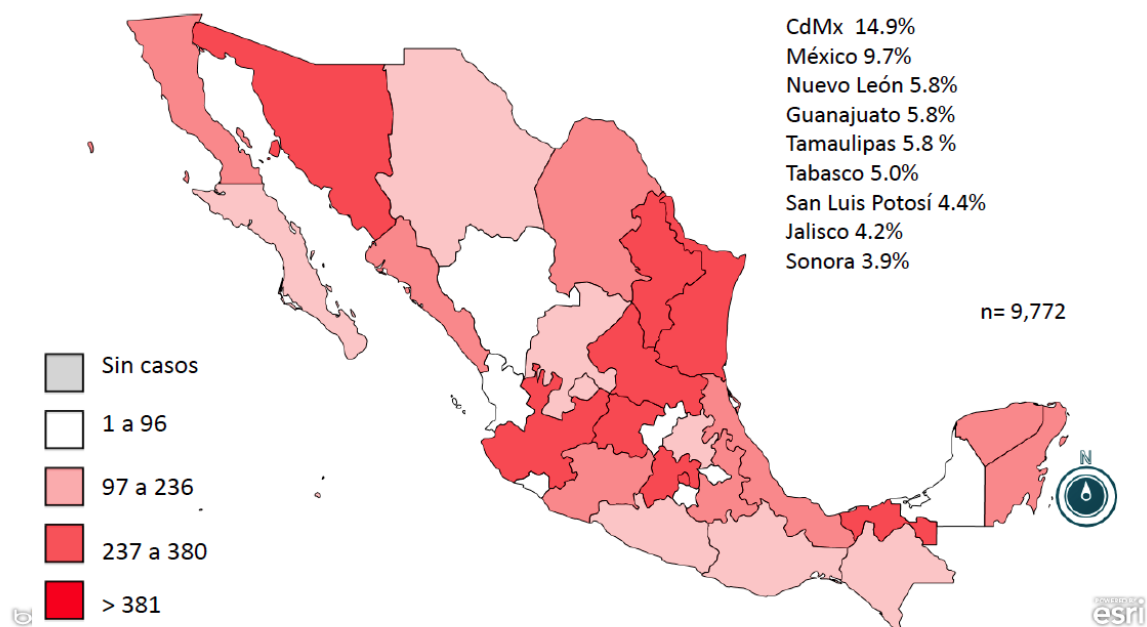 CdMx 14.9%
México 9.7%
Nuevo León 5.8%
Guanajuato 5.8%
Tamaulipas 5.8 %
Tabasco 5.0%
San Luis Potosí 4.4%
Jalisco 4.2%
Sonora 3.9%
n= 9,772
Sin casos
1 a 96
97 a 236
237 a 380
> 381
N
POWERED BY
esri